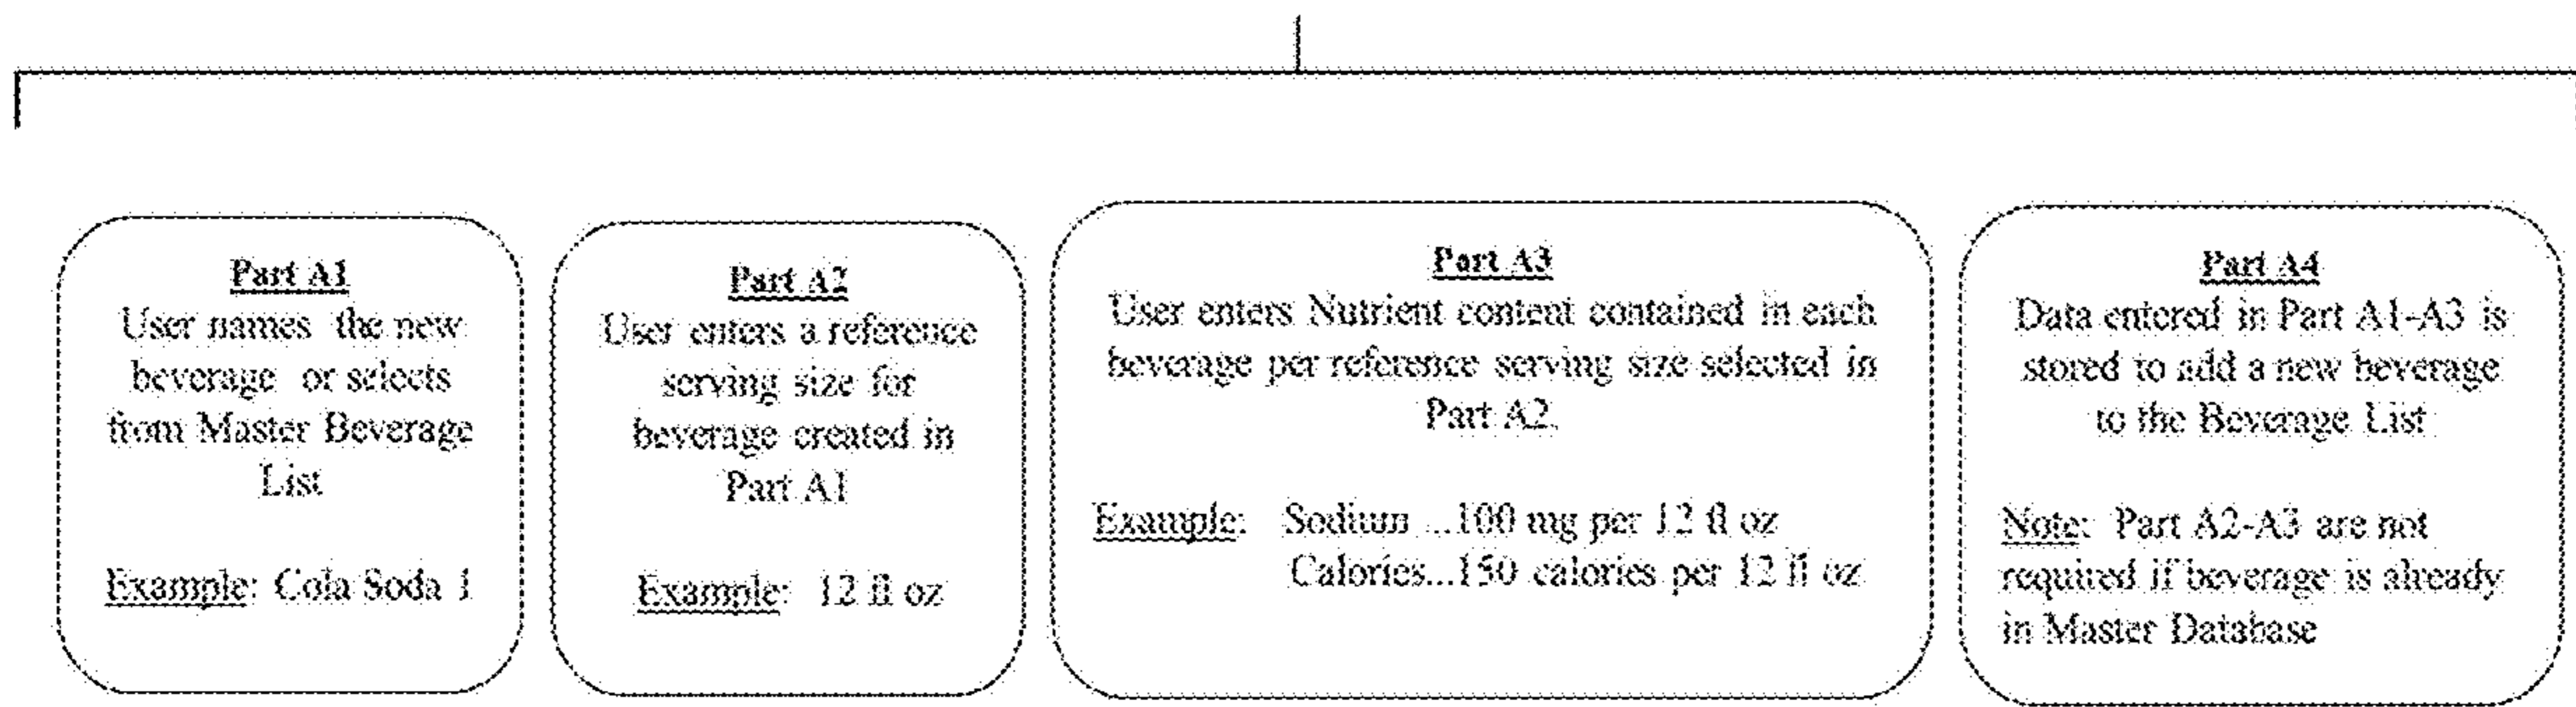 Part A1
User names the new
beverage or selects
from Master Beverage
List
Example: Cola Soda 1
Part A2
User enters a reference
serving size for
beverage created in
Part A1
Example: 12 fl oz
Part A3
User enters Nutrient content contained in each
beverage per reference serving size selected in
Part A2.
Example: Sodium ...100 mg per 12 fl oz
Calories...150 calories per 12 fl oz
Part A4
Data entered in Part A1-A3 is
stored to add a new beverage
to the Beverage List
Note: Part A2-A3 are not
required if beverage is already
in Master Database